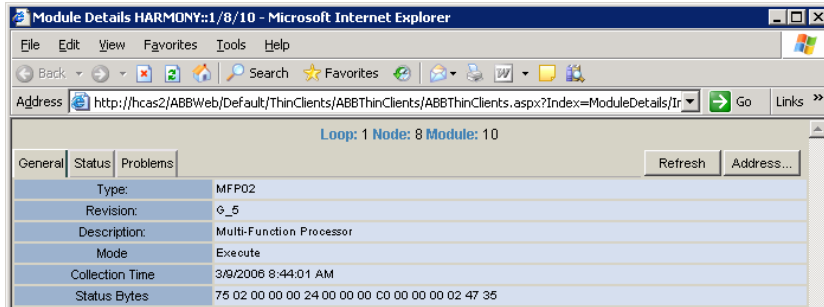 Module Details HARMONY::1/8/10 - Microsoft Internet Explorer
File Edit View Favorites Tools Help
Back Search Favorites
Address http://hcas2/ABBWeb/Default/ThinClients/ABBThinClients/ABBThinClients.aspx?Index=ModuleDetails/Ir Go Links »
Loop: 1 Node: 8 Module: 10
General Status Problems Refresh Address...
Type: MFP02
Revision: G_5
Description: Multi-Function Processor
Mode Execute
Collection Time 3/9/2006 8:44:01 AM
Status Bytes 75 02 00 00 00 24 00 00 00 C0 00 00 00 02 47 35